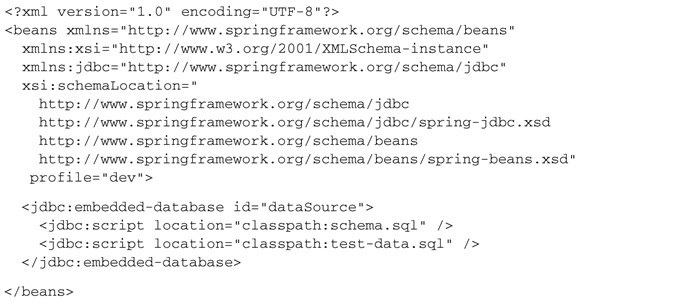 <?xml version="1.0" encoding="UTF-8"?>
<beans xmlns="http://www.springframework.org/schema/beans"
  xmlns:xsi="http://www.w3.org/2001/XMLSchema-instance"
  xmlns:jdbc="http://www.springframework.org/schema/jdbc"
  xsi:schemaLocation="
    http://www.springframework.org/schema/jdbc
    http://www.springframework.org/schema/jdbc/spring-jdbc.xsd
    http://www.springframework.org/schema/beans
    http://www.springframework.org/schema/beans/spring-beans.xsd"
   profile="dev">
  <jdbc:embedded-database id="dataSource">
    <jdbc:script location="classpath:schema.sql" />
    <jdbc:script location="classpath:test-data.sql" />
  </jdbc:embedded-database>
</beans>